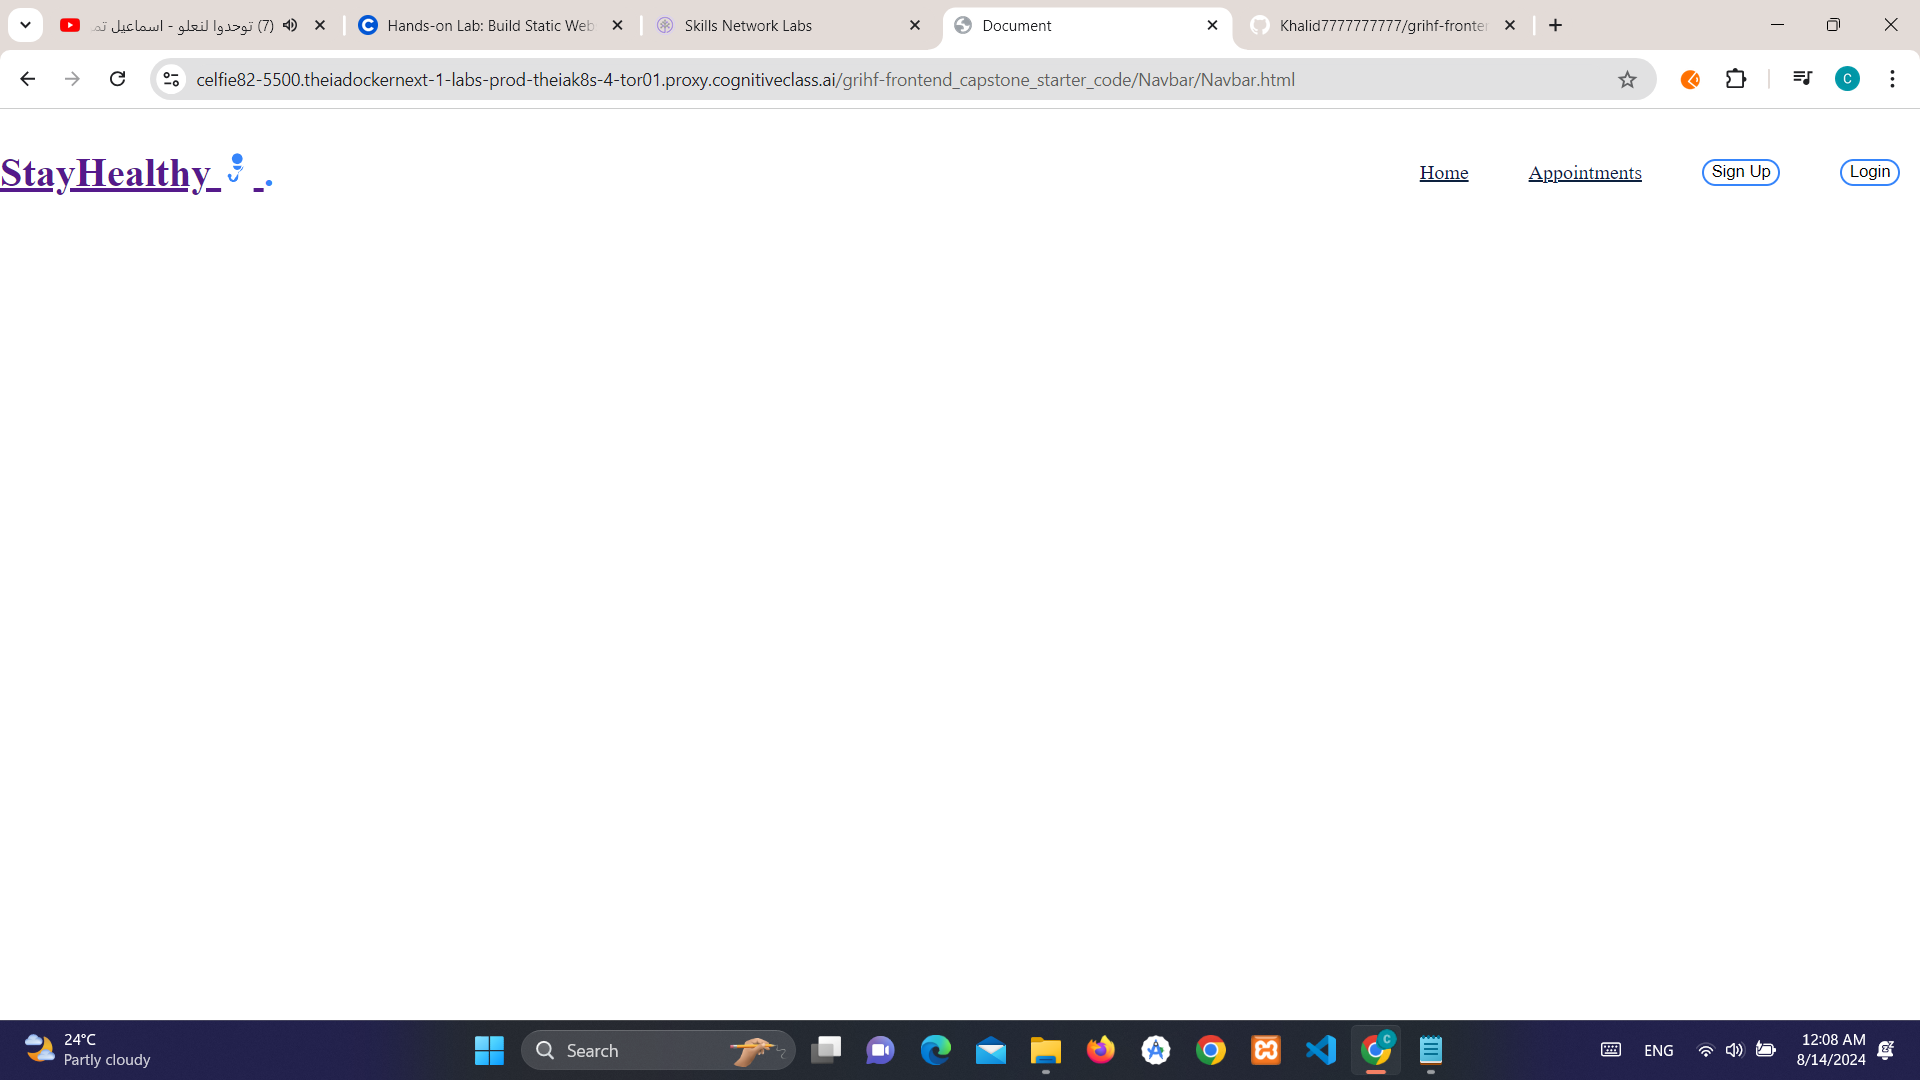 (7) توحدوا لنعلو - اسماعيل تمـ
Hands-on Lab: Build Static Web
Skills Network Labs
Document
Khalid7777777777/grihf-fronte
celfie82-5500.theiadockernext-1-labs-prod-theiak8s-4-tor01.proxy.cognitiveclass.ai/grihf-frontend_capstone_starter_code/Navbar/Navbar.html
C
StayHealthy .
Home
Appointments
Sign Up
Login
24°C
Partly cloudy
Search
C
ENG
12:08 AM
8/14/2024